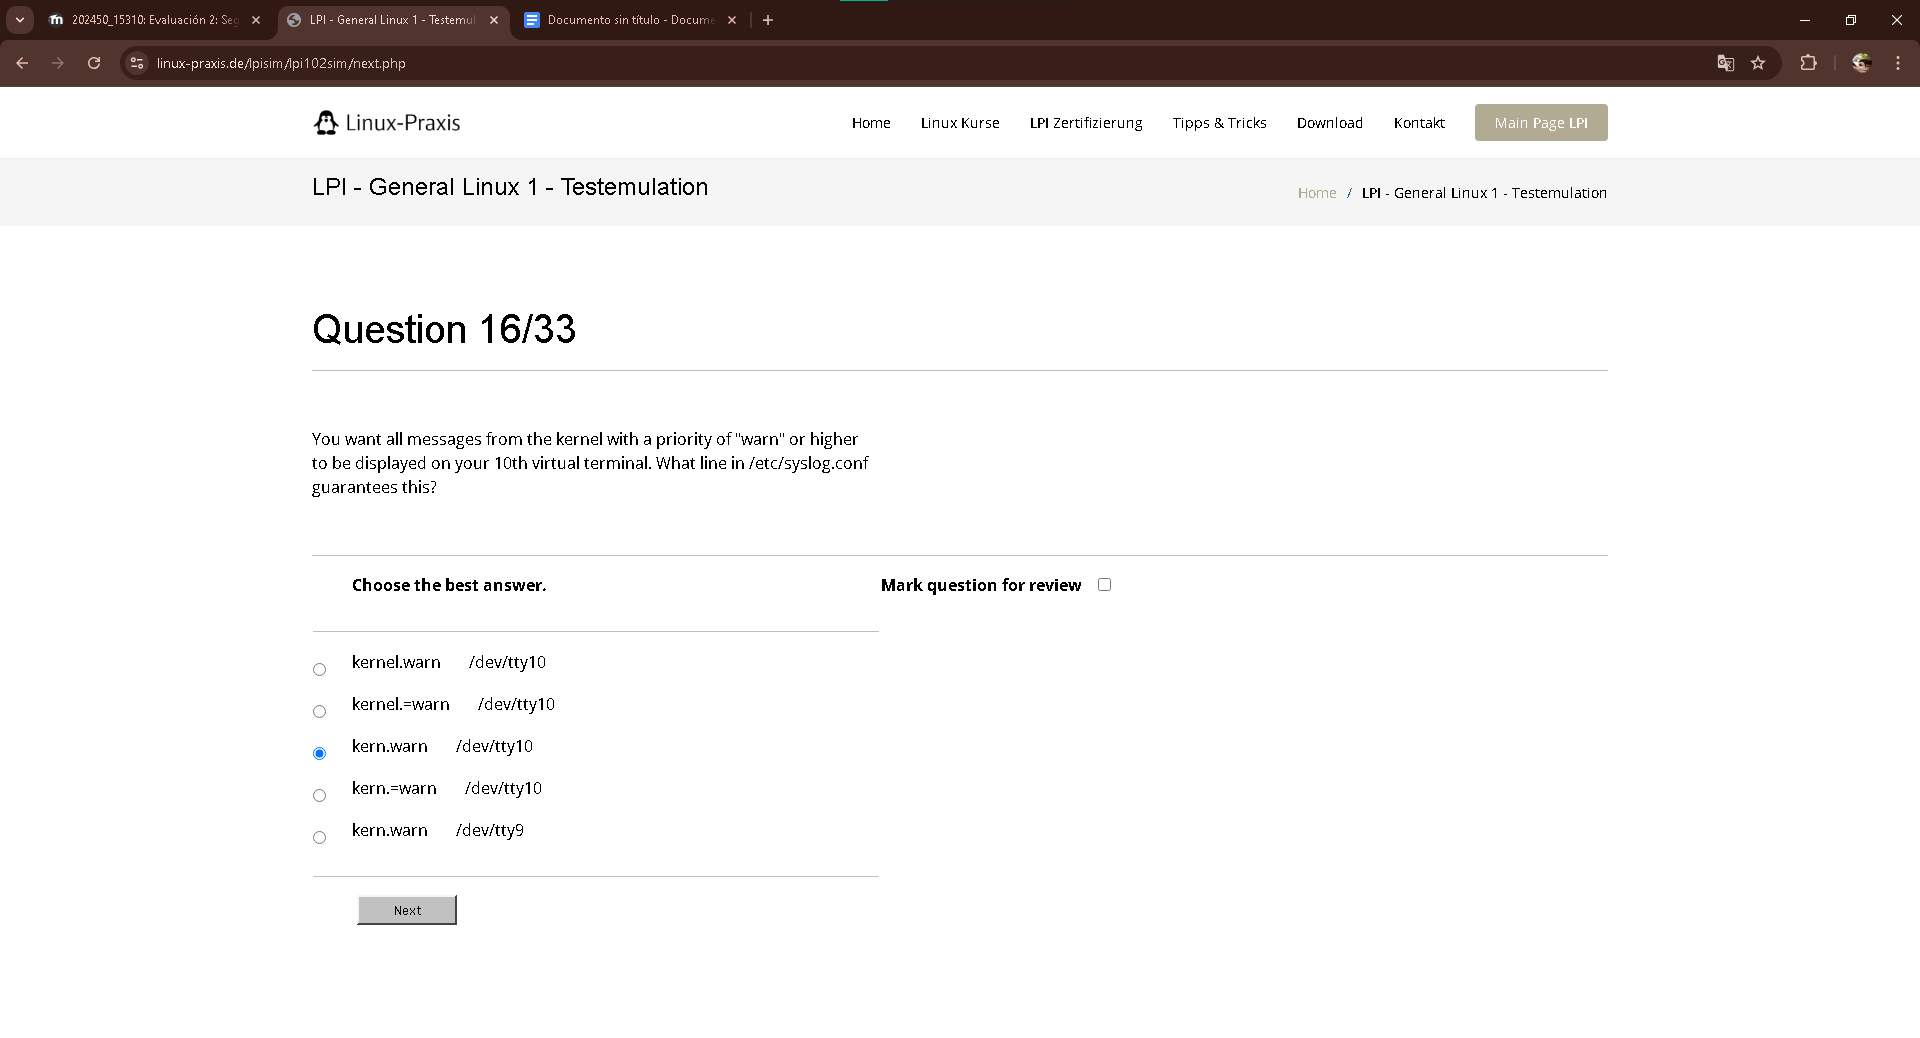 202450_15310: Evaluación 2: Seg
LPI - General Linux 1 - Testemul
Documento sin título - Docume
linux-praxis.de/lpisim/lpi102sim/next.php
Linux-Praxis
Home
Linux Kurse
LPI Zertifizierung
Tipps & Tricks
Download
Kontakt
Main Page LPI
LPI - General Linux 1 - Testemulation
Home / LPI - General Linux 1 - Testemulation
Question 16/33
You want all messages from the kernel with a priority of "warn" or higher
to be displayed on your 10th virtual terminal. What line in /etc/syslog.conf
guarantees this?
Choose the best answer.
Mark question for review
kernel.warn /dev/tty10
kernel.=warn /dev/tty10
kern.warn /dev/tty10
kern.=warn /dev/tty10
kern.warn /dev/tty9
Next